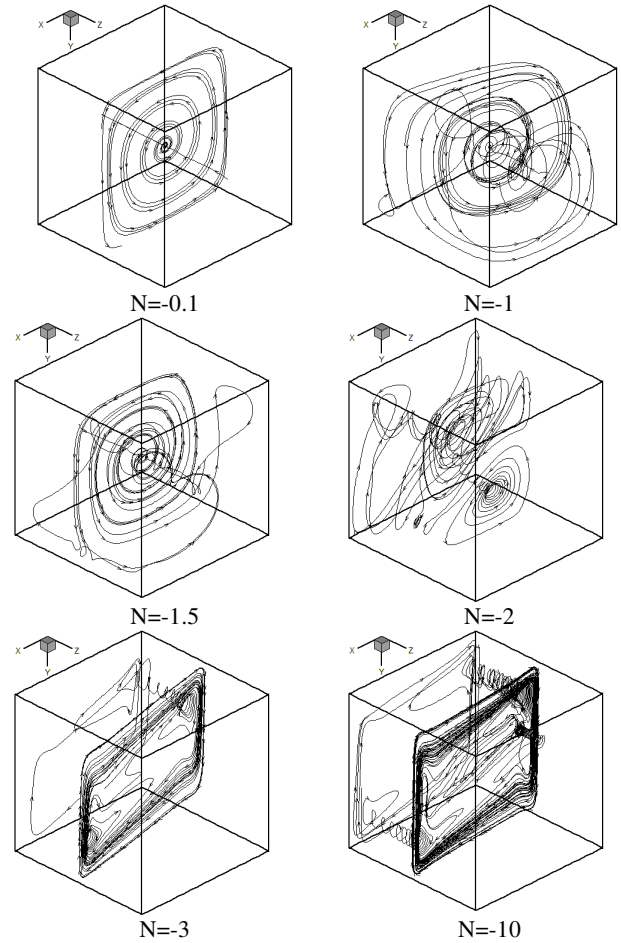 X Z
Y
X Z
Y
N=-0.1
N=-1
X Z
Y
X Z
Y
N=-1.5
N=-2
X Z
Y
X Z
Y
N=-3
N=-10